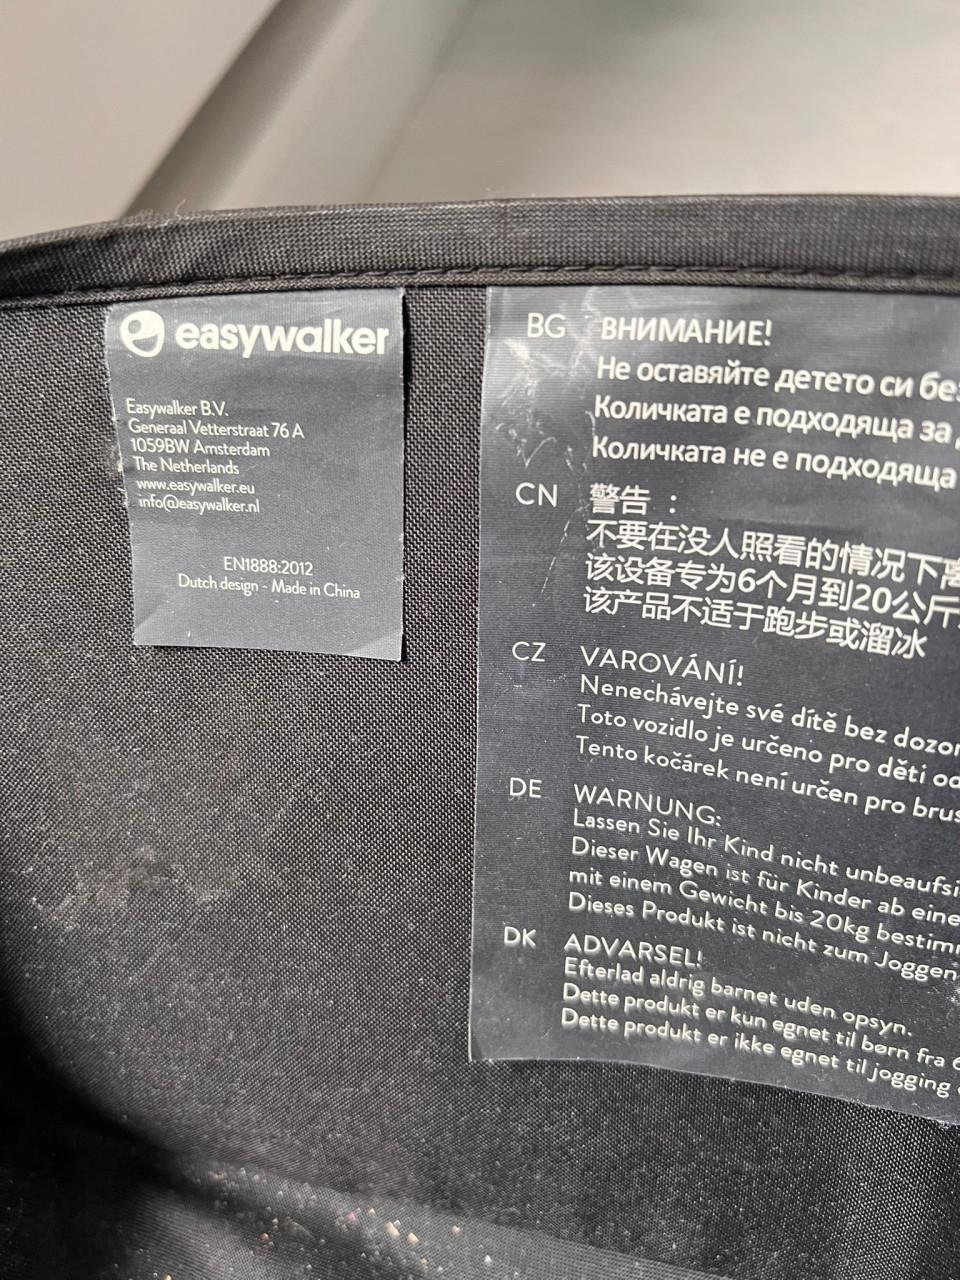 easywalker
Easywalker B.V.
Generaal Vetterstraat 76 A
1059BW Amsterdam
The Netherlands
www.easywalker.eu
info@easywalker.nl
EN1888:2012
Dutch design - Made in China
BG ВНИМАНИЕ!
Не оставяйте детето си
Количката е подходяща за
Количката не е подходяща
CN 警告 :
不要在没人照看的情况下
该设备专为6个月到20公斤
该产品不适于跑步或溜冰
CZ VAROVÁNÍ!
Nenechávejte své dítě bez
Toto vozidlo je určeno pro děti od
Tento kočárek není určen pro
DE WARNUNG:
Lassen Sie Ihr Kind nicht
Dieser Wagen ist für Kinder ab
mit einem Gewicht bis 20kg
Dieses Produkt ist nicht zum Joggen
DK ADVARSEL!
Efterlad aldrig barnet uden opsyn.
Dette produkt er kun egnet til børn fra 6
Dette produkt er ikke egnet til jogging